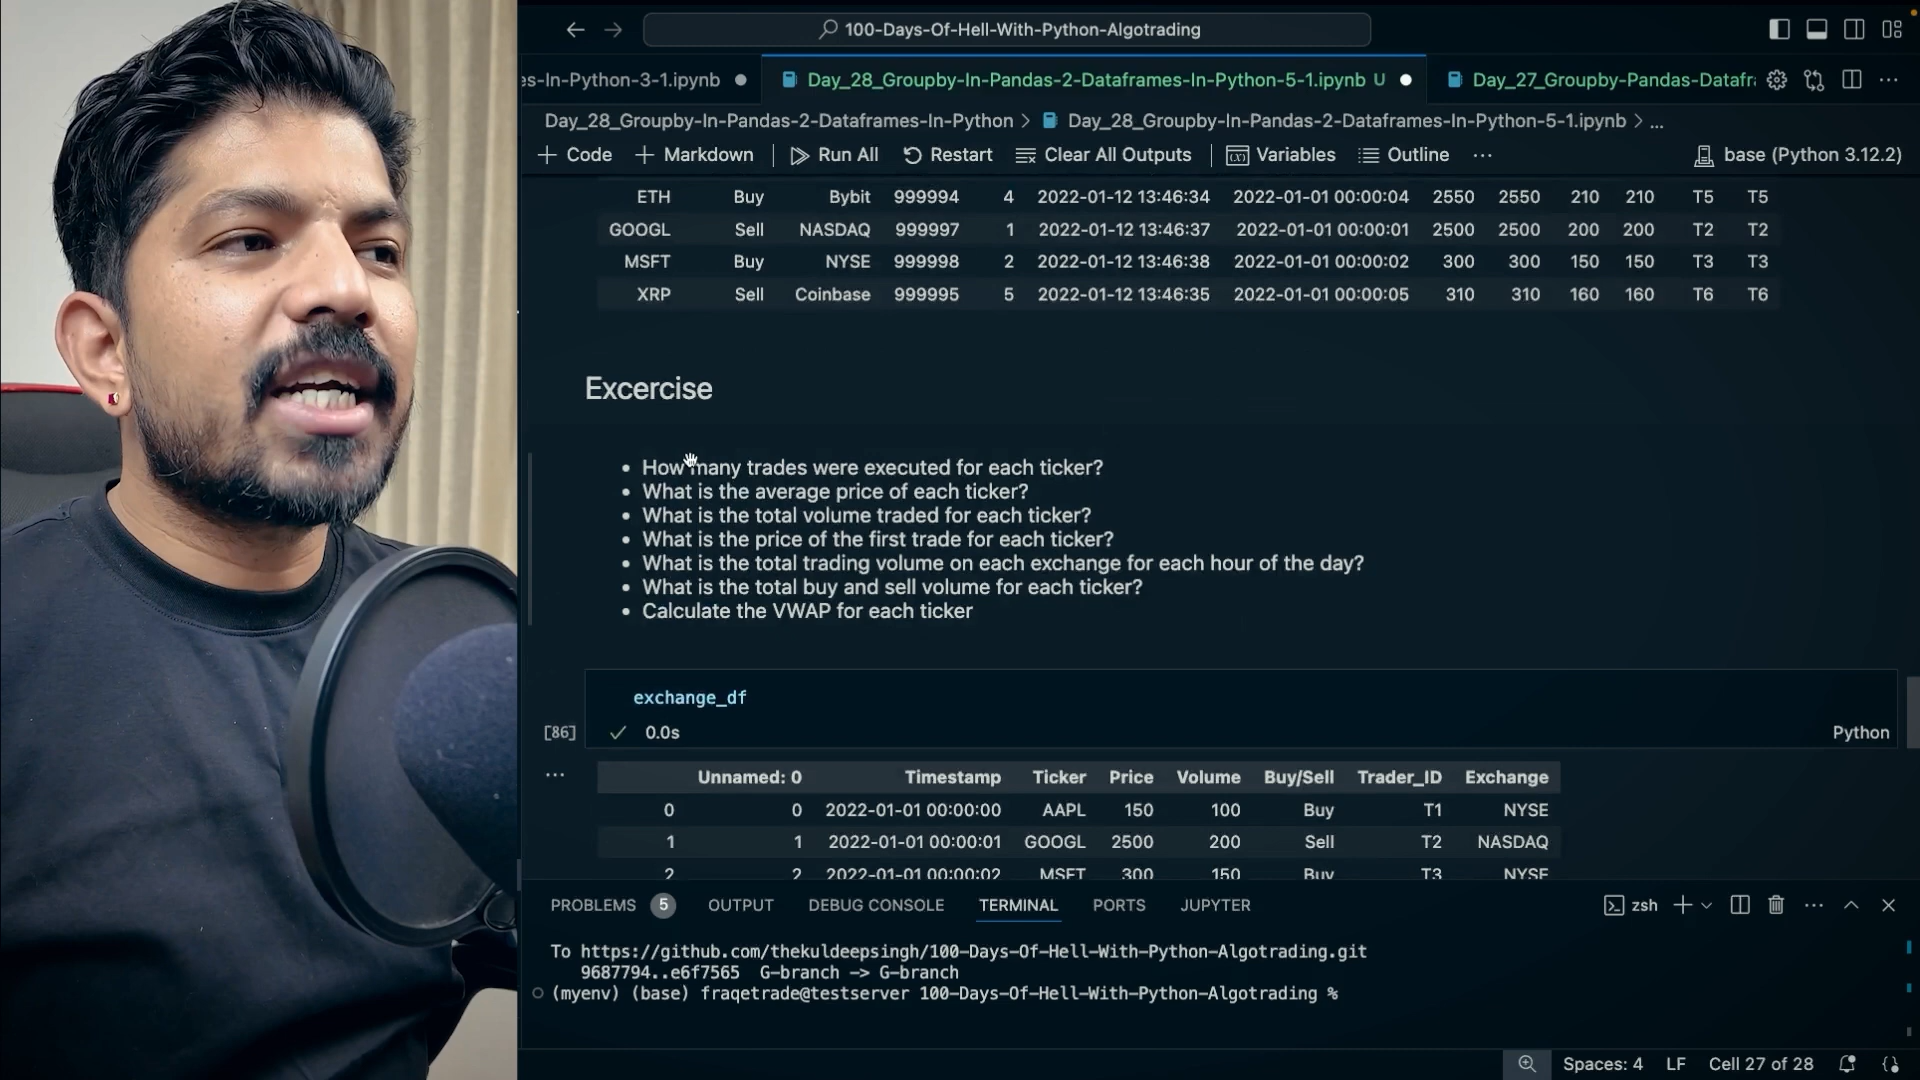 100-Days-Of-Hell-With-Python-Algotrading
s-In-Python-3-1.ipynb
Day_28_Groupby-In-Pandas-2-Dataframes-In-Python-5-1.ipynb U
Day_27_Groupby-Pandas-Datafr
Day_28_Groupby-In-Pandas-2-Dataframes-In-Python > Day_28_Groupby-In-Pandas-2-Dataframes-In-Python-5-1.ipynb > ...
+ Code + Markdown Run All Restart Clear All Outputs Variables Outline ... base (Python 3.12.2)
ETH Buy Bybit 999994 4 2022-01-12 13:46:34 2022-01-01 00:00:04 2550 2550 210 210 T5 T5
GOOGL Sell NASDAQ 999997 1 2022-01-12 13:46:37 2022-01-01 00:00:01 2500 2500 200 200 T2 T2
MSFT Buy NYSE 999998 2 2022-01-12 13:46:38 2022-01-01 00:00:02 300 300 150 150 T3 T3
XRP Sell Coinbase 999995 5 2022-01-12 13:46:35 2022-01-01 00:00:05 310 310 160 160 T6 T6
Excercise
• How many trades were executed for each ticker?
• What is the average price of each ticker?
• What is the total volume traded for each ticker?
• What is the price of the first trade for each ticker?
• What is the total trading volume on each exchange for each hour of the day?
• What is the total buy and sell volume for each ticker?
• Calculate the VWAP for each ticker
exchange_df
[86] ✓ 0.0s Python
... Unnamed: 0 Timestamp Ticker Price Volume Buy/Sell Trader_ID Exchange
0 0 2022-01-01 00:00:00 AAPL 150 100 Buy T1 NYSE
1 1 2022-01-01 00:00:01 GOOGL 2500 200 Sell T2 NASDAQ
2 2 2022-01-01 00:00:02 MSFT 300 150 Buy T3 NYSE
PROBLEMS 5 OUTPUT DEBUG CONSOLE TERMINAL PORTS JUPYTER zsh
To https://github.com/thekuldeepsingh/100-Days-Of-Hell-With-Python-Algotrading.git
9687794..e6f7565 G-branch -> G-branch
(myenv) (base) fraqetrade@testserver 100-Days-Of-Hell-With-Python-Algotrading %
Spaces: 4 LF Cell 27 of 28